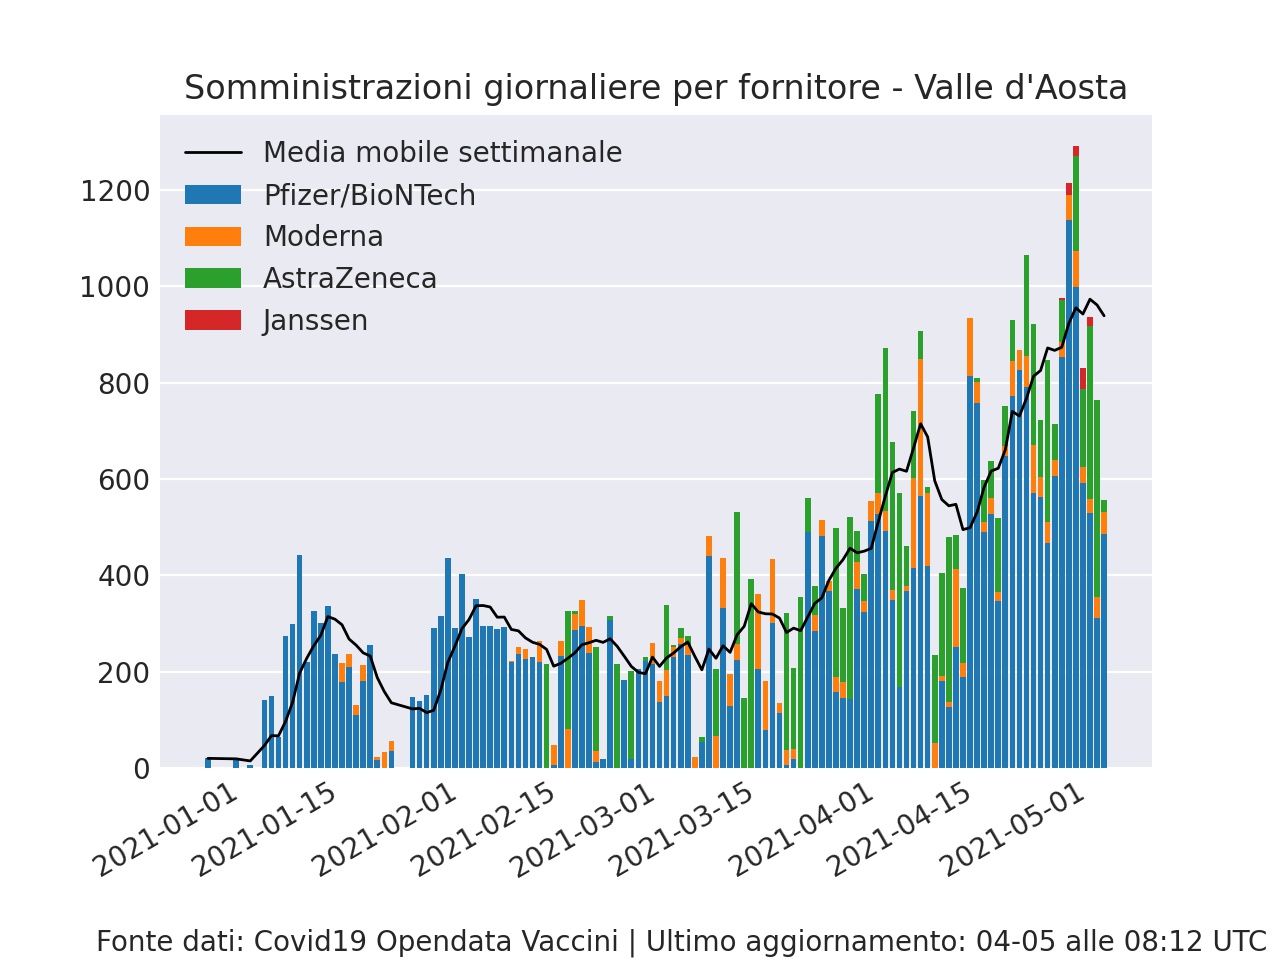 Somministrazioni giornaliere per fornitore - Valle d'Aosta
Media mobile settimanale
Pfizer/BioNTech
Moderna
AstraZeneca
Janssen
1200
1000
800
600
400
200
0
2021-01-01
2021-01-15
2021-02-01
2021-02-15
2021-03-01
2021-03-15
2021-04-01
2021-04-15
2021-05-01
Fonte dati: Covid19 Opendata Vaccini | Ultimo aggiornamento: 04-05 alle 08:12 UTC